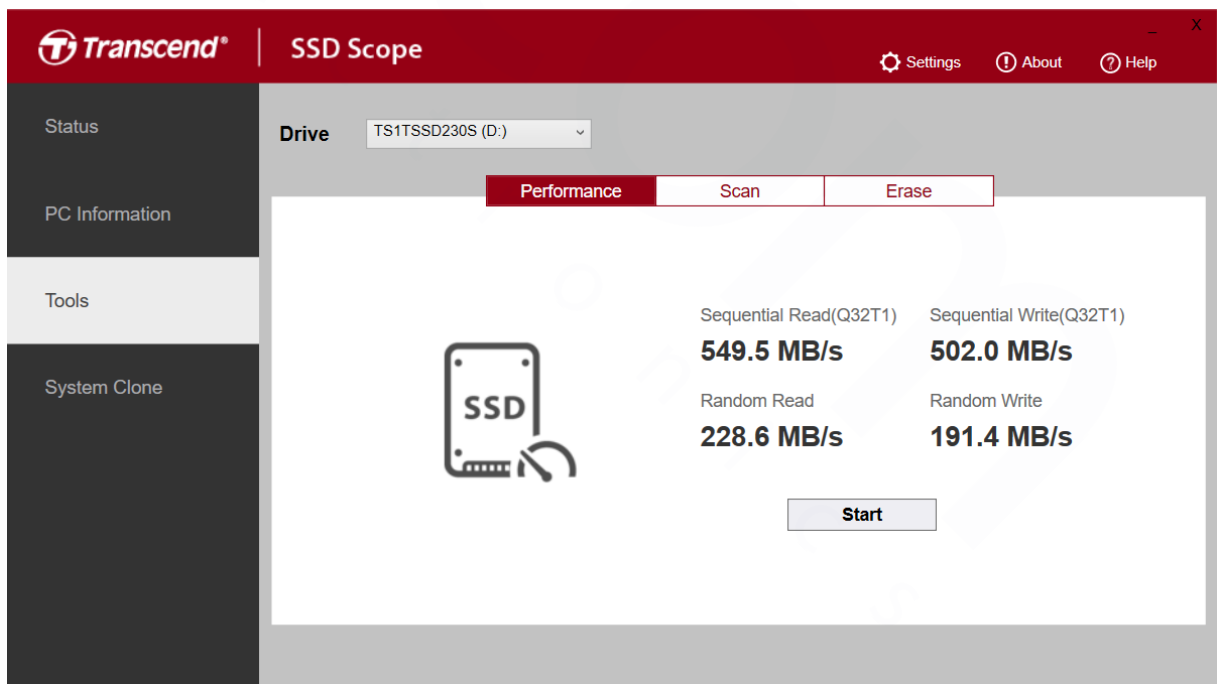 Transcend®
SSD Scope
_ X
Settings
About
Help
Status
PC Information
Tools
System Clone
Drive
TS1TSSD230S (D:)
Performance
Scan
Erase
SSD
Sequential Read(Q32T1)
Sequential Write(Q32T1)
549.5 MB/s
502.0 MB/s
Random Read
Random Write
228.6 MB/s
191.4 MB/s
Start